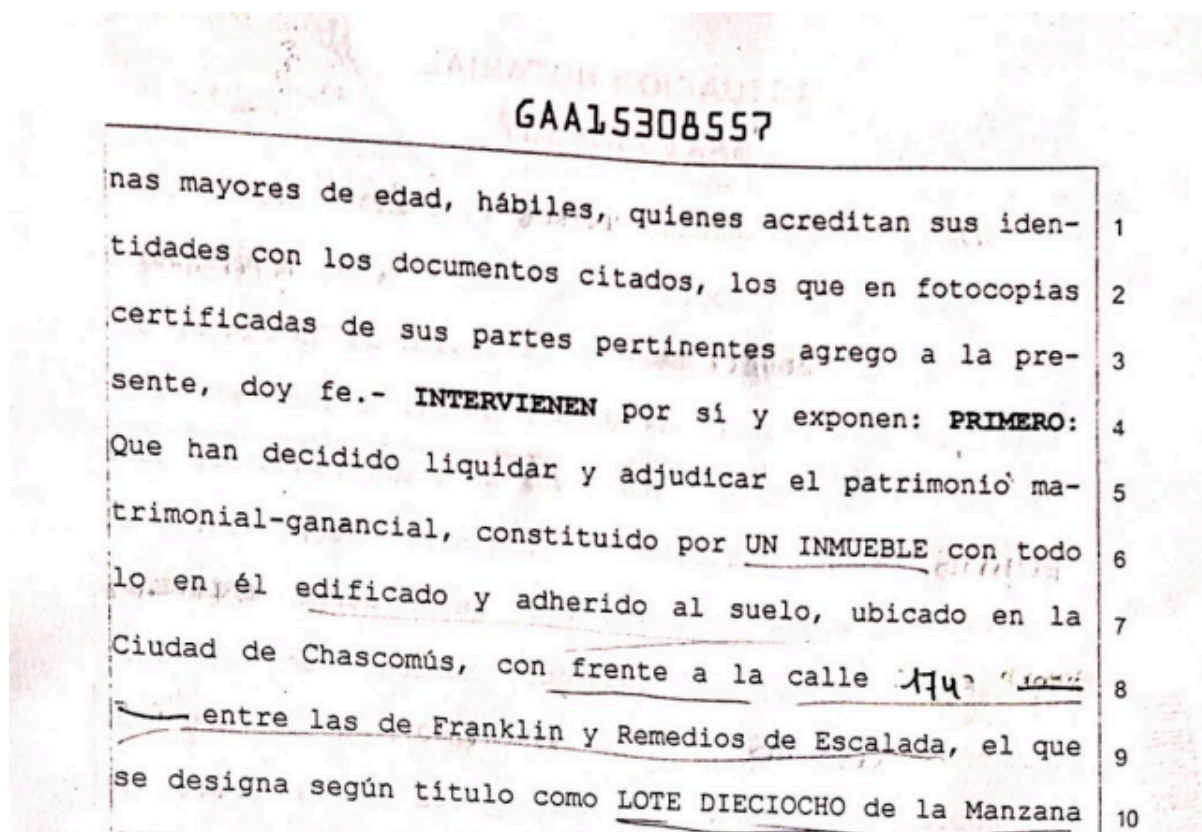 GAA15308557
nas mayores de edad, hábiles, quienes acreditan sus iden- 1
tidades con los documentos citados, los que en fotocopias 2
certificadas de sus partes pertinentes agrego a la pre- 3
sente, doy fe.- INTERVIENEN por sí y exponen: PRIMERO: 4
Que han decidido liquidar y adjudicar el patrimonio ma- 5
trimonial-ganancial, constituido por UN INMUEBLE con todo 6
lo en él edificado y adherido al suelo, ubicado en la 7
Ciudad de Chascomús, con frente a la calle 8
entre las de Franklin y Remedios de Escalada, el que 9
se designa según titulo como LOTE DIECIOCHO de la Manzana 10